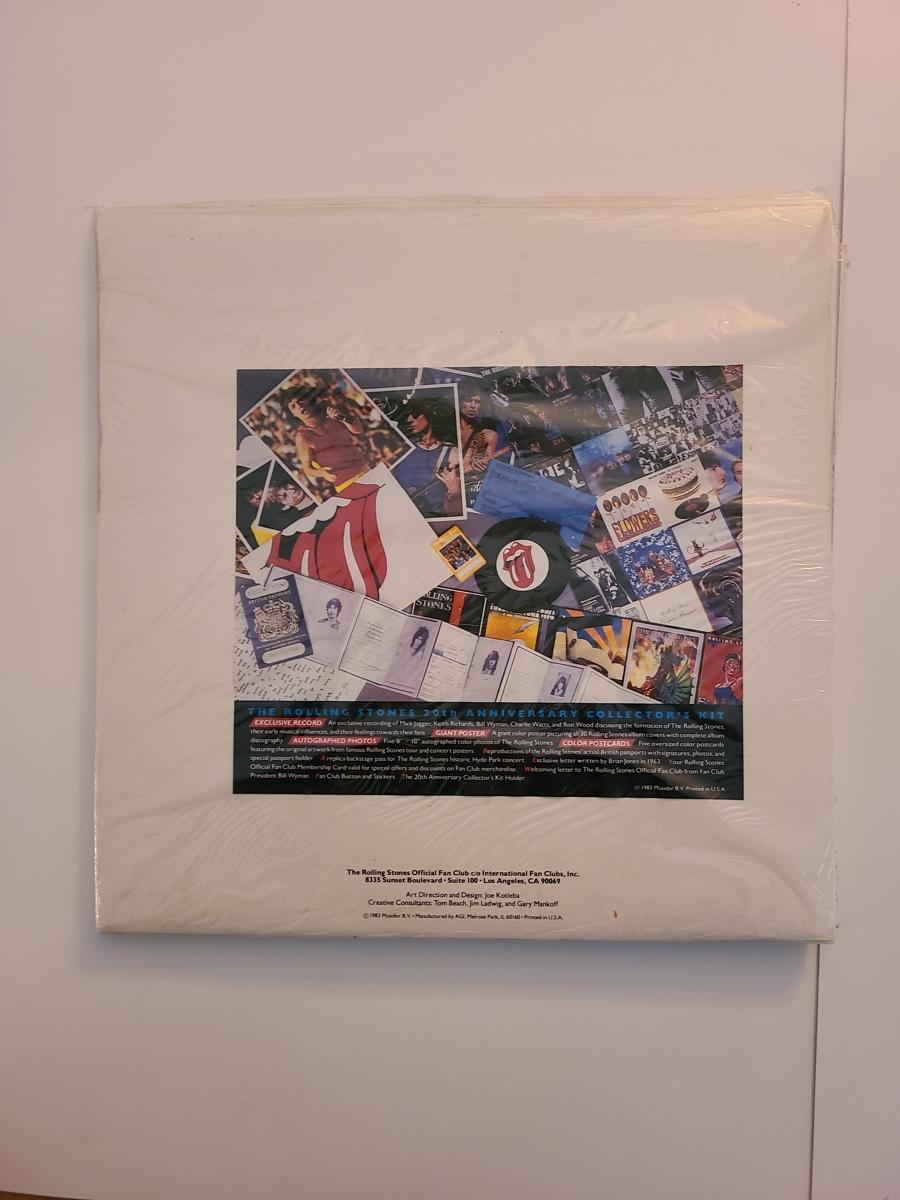 THE ROLL
FLOWERS
ROLLING
STONES
THE ROLLING STONES 20th ANNIVERSARY COLLECTOR'S KIT
EXCLUSIVE RECORD An exclusive recording of Mick Jagger, Keith Richards, Bill Wyman, Charlie Watts, and Ron Wood discussing the formation of The Rolling Stones,
their early musical influences, and their feelings towards their fans GIANT POSTER A giant color poster picturing all 30 Rolling Stones album covers with complete album
discography AUTOGRAPHED PHOTOS Five 8" × 10" autographed color photos of The Rolling Stones COLOR POSTCARDS Five oversized color postcards
featuring the original artwork from famous Rolling Stones tour and concert posters Reproductions of the Rolling Stones' actual British passports with signatures, photos, and
special passport holder A replica backstage pass for The Rolling Stones historic Hyde Park concert Exclusive letter written by Brian Jones in 1963 Your Rolling Stones
Official Fan Club Membership Card valid for special offers and discounts on Fan Club merchandise. Welcoming letter to The Rolling Stones Official Fan Club from Fan Club
President Bill Wyman Fan Club Button and Stickers The 20th Anniversary Collector's Kit Holder
© 1983 Musidor B.V. Printed in U.S.A.
The Rolling Stones Official Fan Club c/o International Fan Clubs, Inc.
8335 Sunset Boulevard • Suite 100 • Los Angeles, CA 90069
Art Direction and Design: Joe Kotleba
Creative Consultants: Tom Beach, Jim Ladwig, and Gary Mankoff
© 1983 Musidor B.V. • Manufactured by AGI, Melrose Park, IL 60160 • Printed in U.S.A.